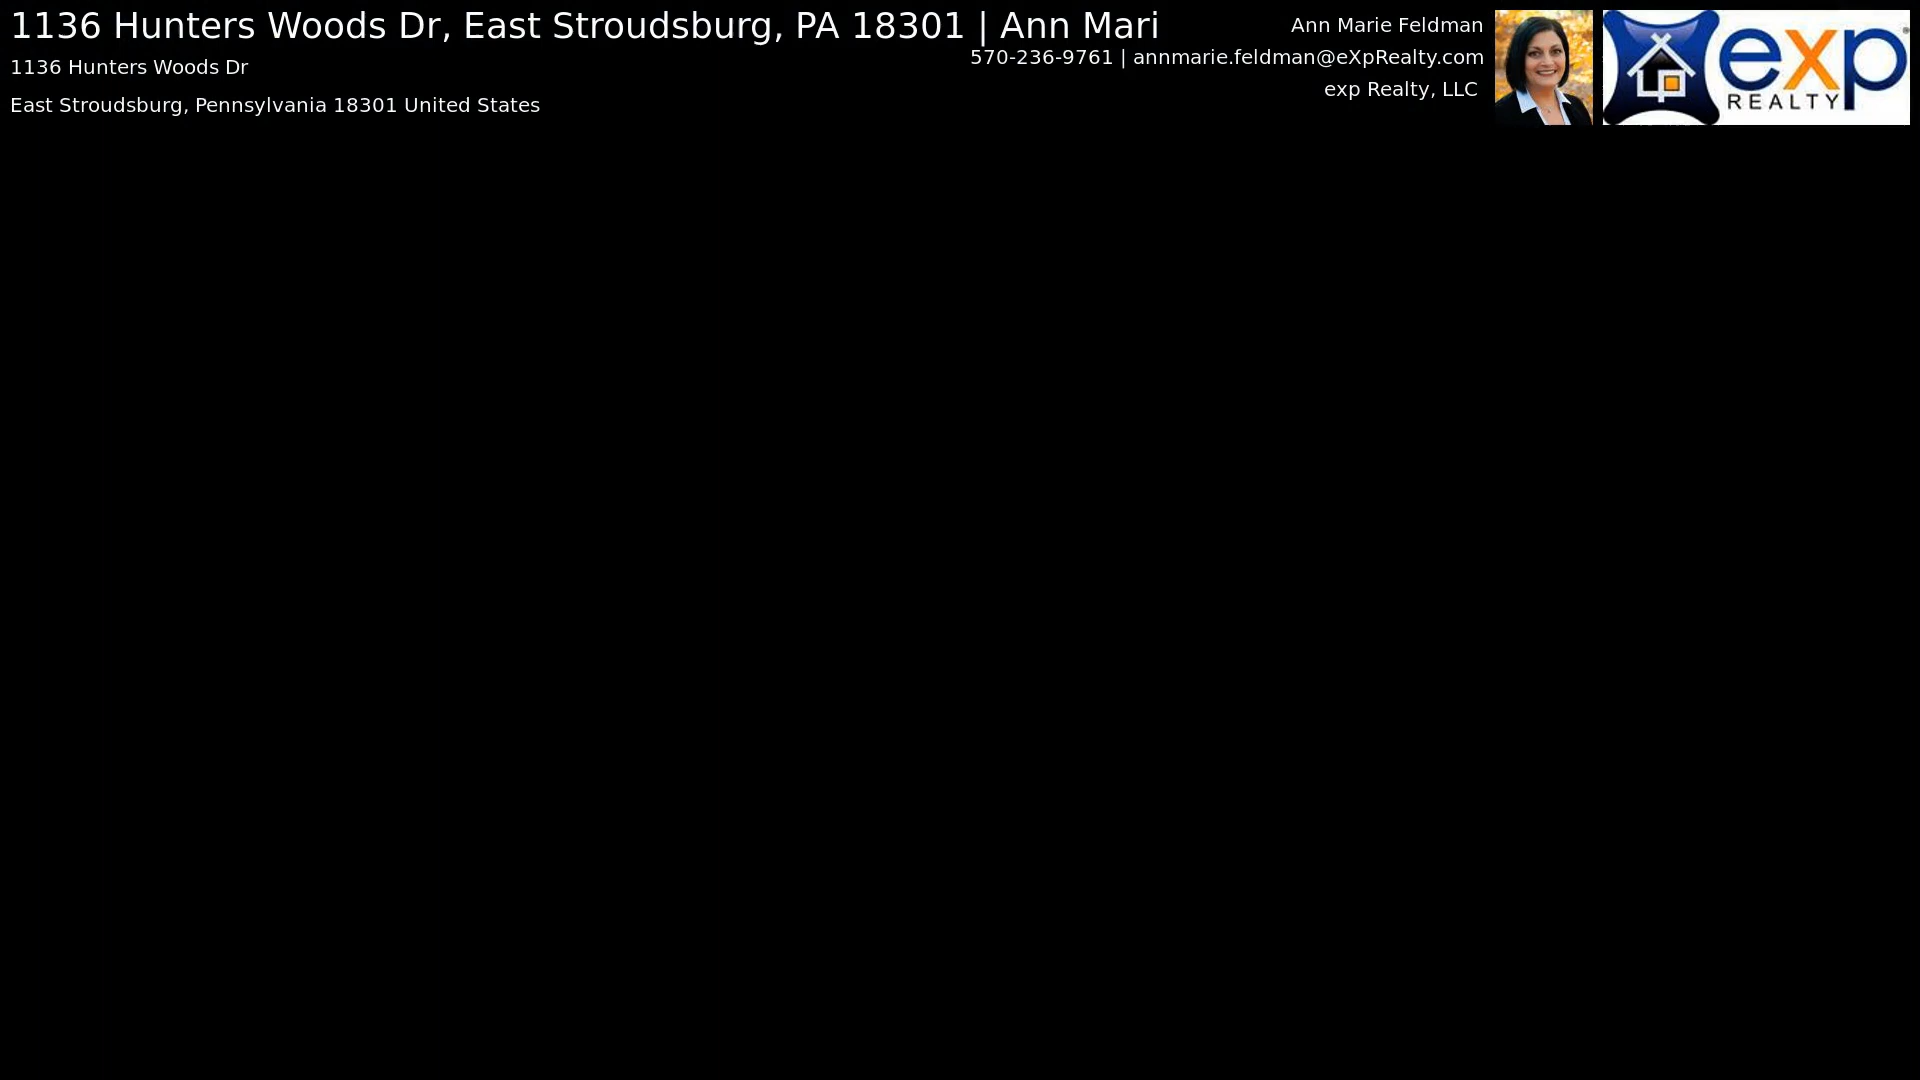 1136 Hunters Woods Dr, East Stroudsburg, PA 18301 | Ann Mari
1136 Hunters Woods Dr
East Stroudsburg, Pennsylvania 18301 United States
Ann Marie Feldman
570-236-9761 | annmarie.feldman@eXpRealty.com
exp Realty, LLC
exp
REALTY